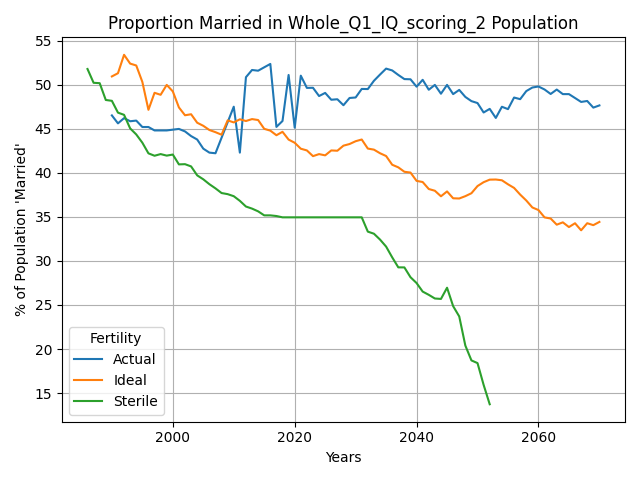 Proportion Married in Whole_Q1_IQ_scoring_2 Population
% of Population 'Married'
55
50
45
40
35
30
25
20
15
Fertility
Actual
Ideal
Sterile
2000
2020
2040
2060
Years